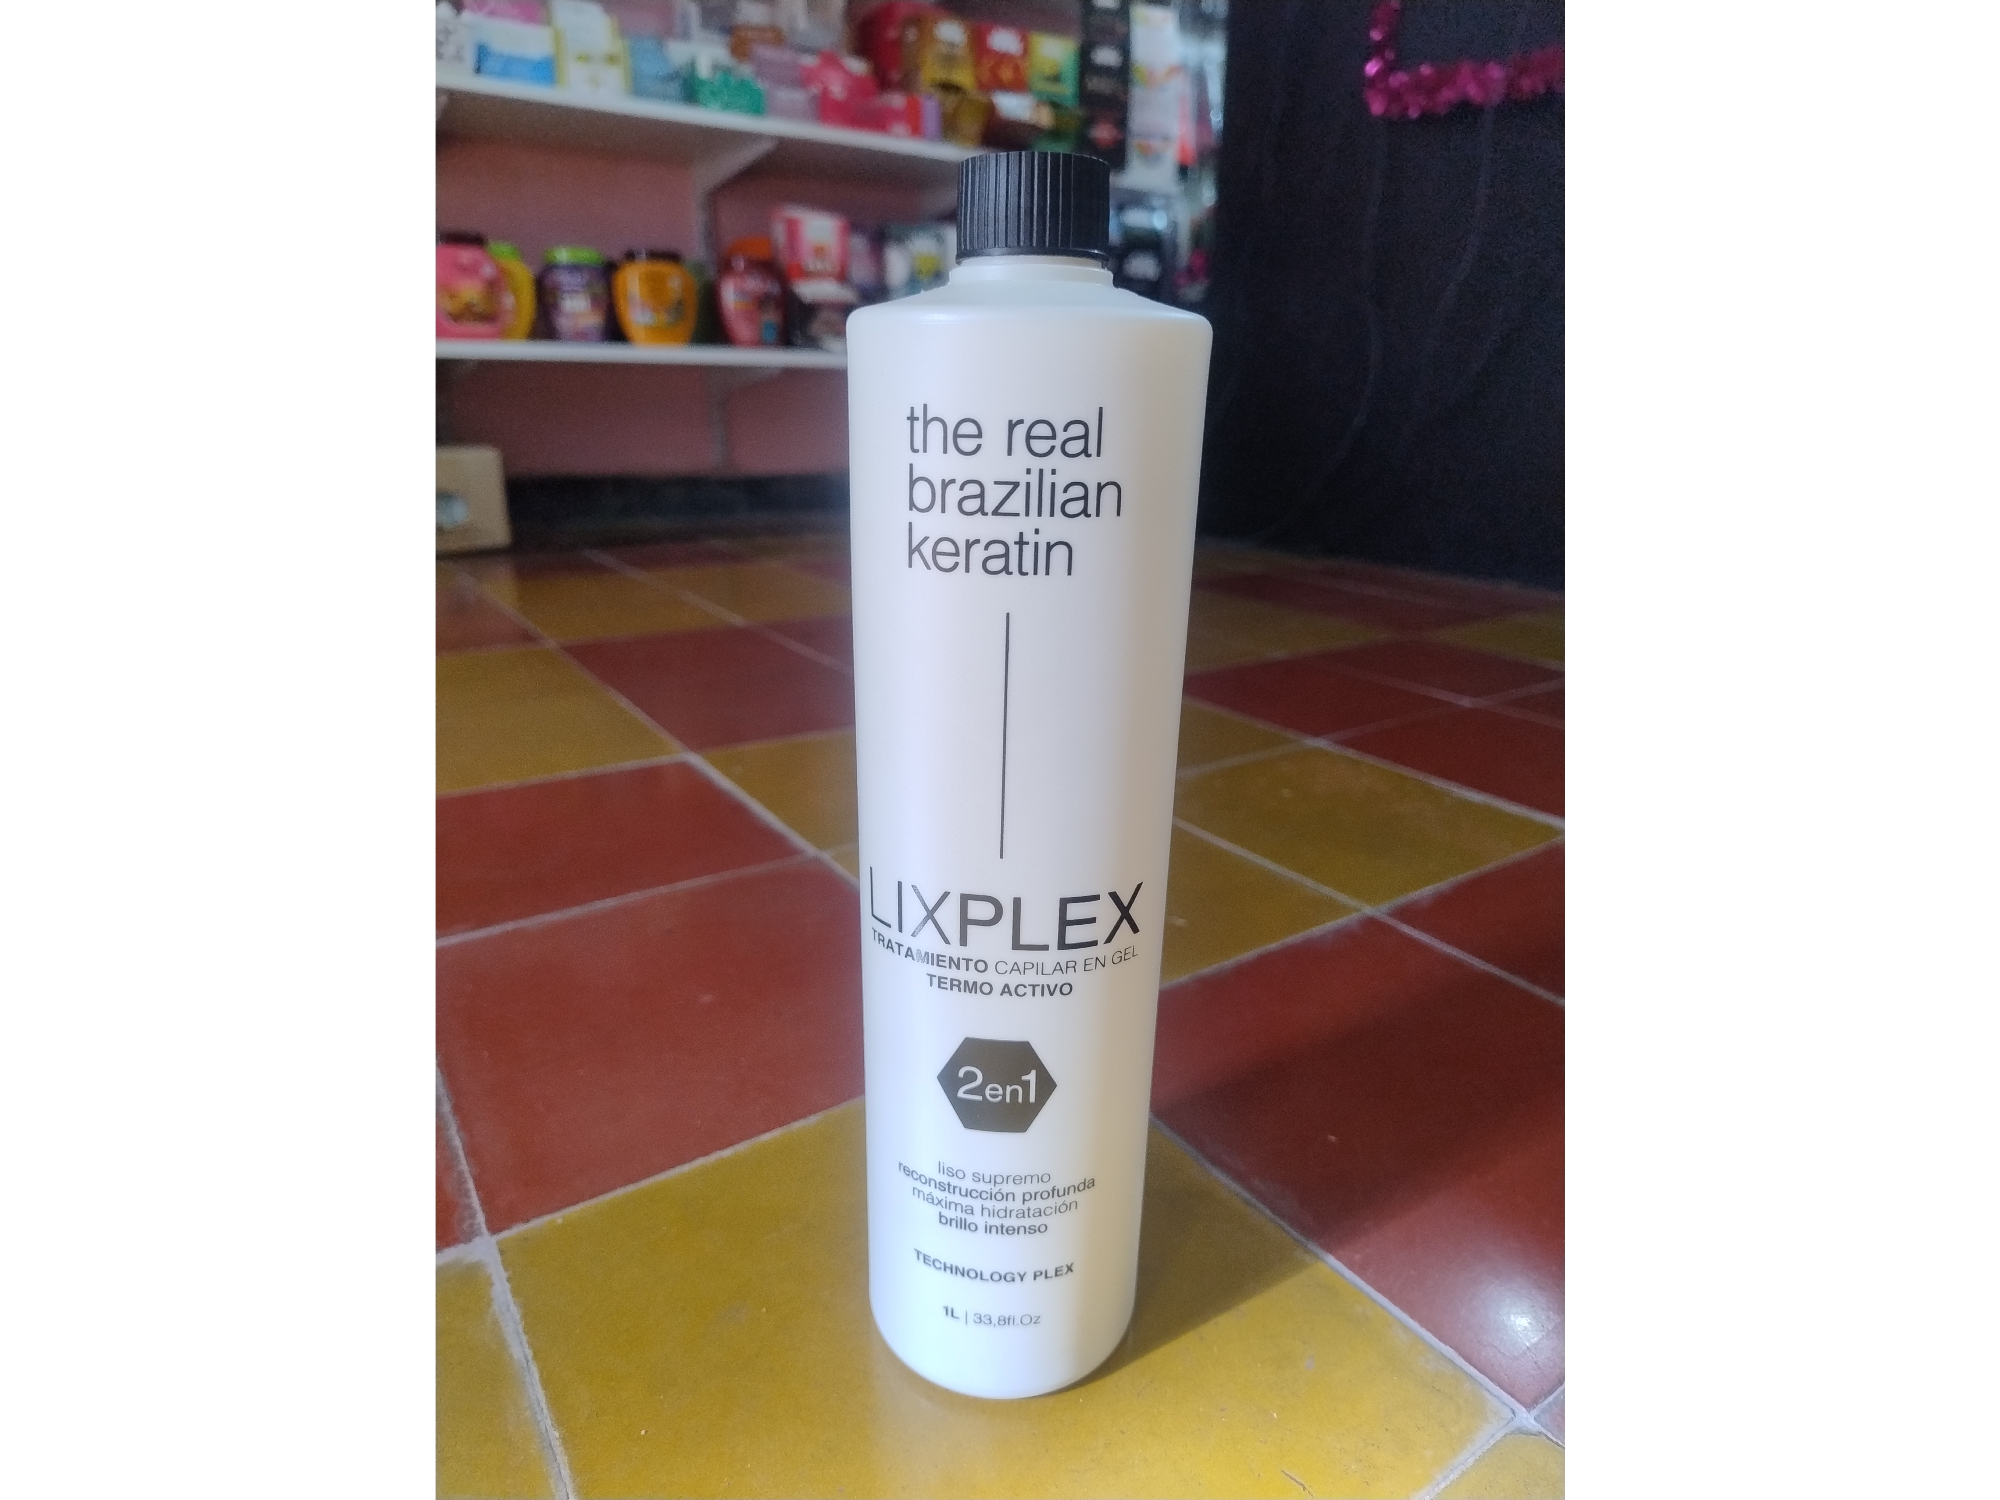 the real
brazilian
keratin
LIXPLEX
TRATAMIENTO CAPILAR EN GEL
TERMO ACTIVO
2en1
liso supremo
reconstrucción profunda
máxima hidratación
brillo intenso
TECHNOLOGY PLEX
1L | 33,8fl.Oz